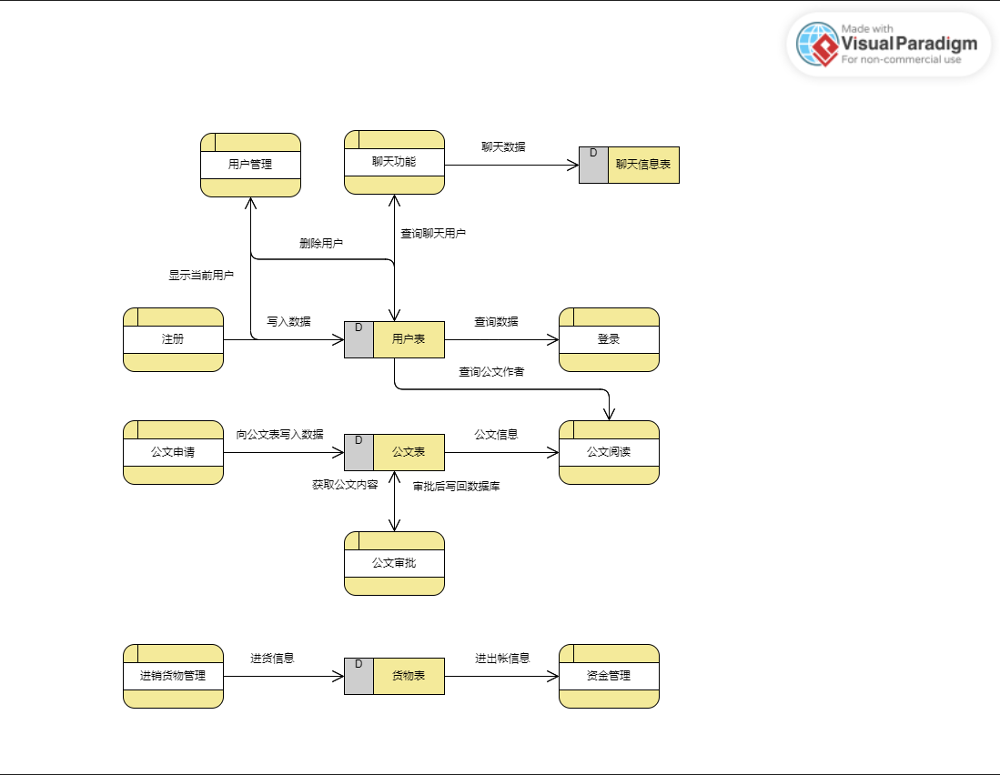 Made with
Visual Paradigm
For non-commercial use
用户管理
聊天功能
聊天数据
D
聊天信息表
查询聊天用户
删除用户
显示当前用户
注册
写入数据
D
用户表
查询数据
登录
查询公文作者
公文申请
向公文表写入数据
D
公文表
公文信息
公文阅读
获取公文内容
审批后写回数据库
公文审批
进销货物管理
进货信息
D
货物表
进出帐信息
资金管理